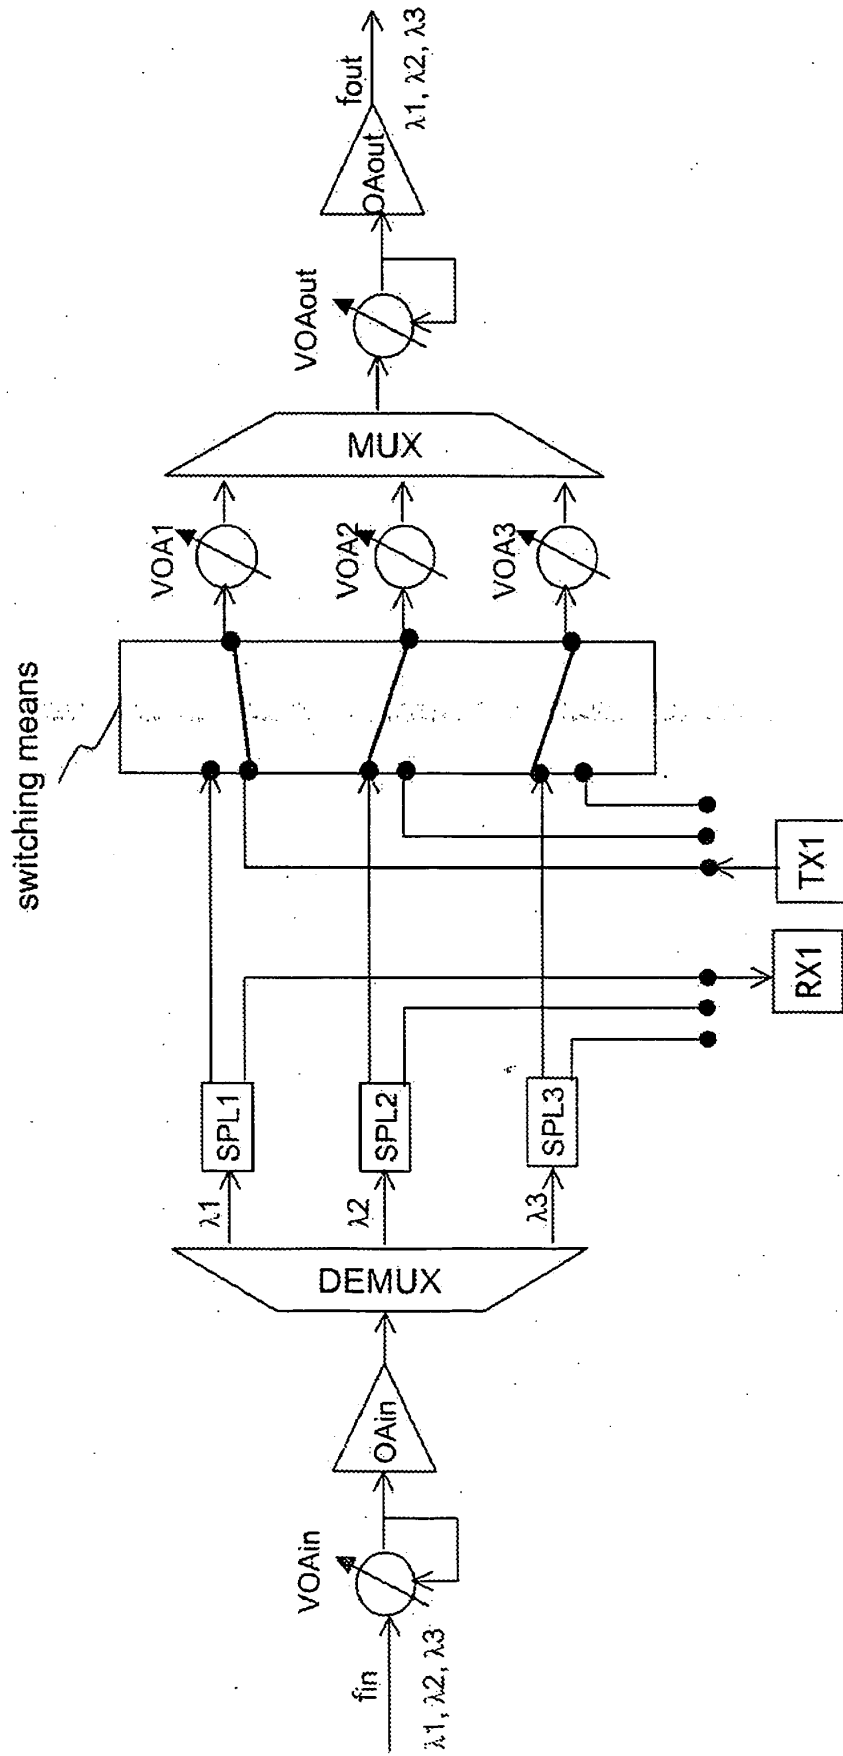 switching means
fin
λ1, λ2, λ3
VOAin
OAin
DEMUX
λ1
λ2
λ3
SPL1
SPL2
SPL3
RX1
TX1
VOA1
VOA2
VOA3
MUX
VOAout
OAout
fout
λ1, λ2, λ3